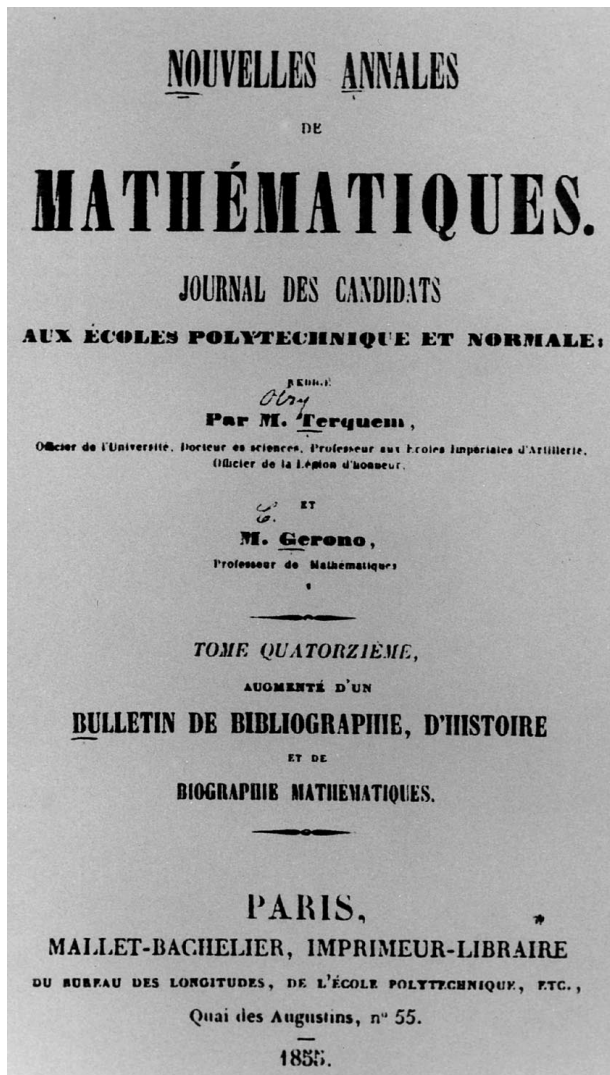 NOUVELLES ANNALES
DE
MATHÉMATIQUES.
JOURNAL DES CANDIDATS
AUX ÉCOLES POLYTECHNIQUE ET NORMALE;
RÉDIGÉ
Olry
Par M. Terquem,
Officier de l'Université, Docteur ès sciences, Professeur aux Écoles Impériales d'Artillerie,
Officier de la Légion d'honneur,
ET
C.
M. Gerono,
Professeur de Mathématiques
TOME QUATORZIÈME,
AUGMENTÉ D'UN
BULLETIN DE BIBLIOGRAPHIE, D'HISTOIRE
ET DE
BIOGRAPHIE MATHÉMATIQUES.
PARIS,
MALLET-BACHELIER, IMPRIMEUR-LIBRAIRE
DU BUREAU DES LONGITUDES, DE L'ÉCOLE POLYTECHNIQUE, ETC.,
Quai des Augustins, nº 55.
1855.